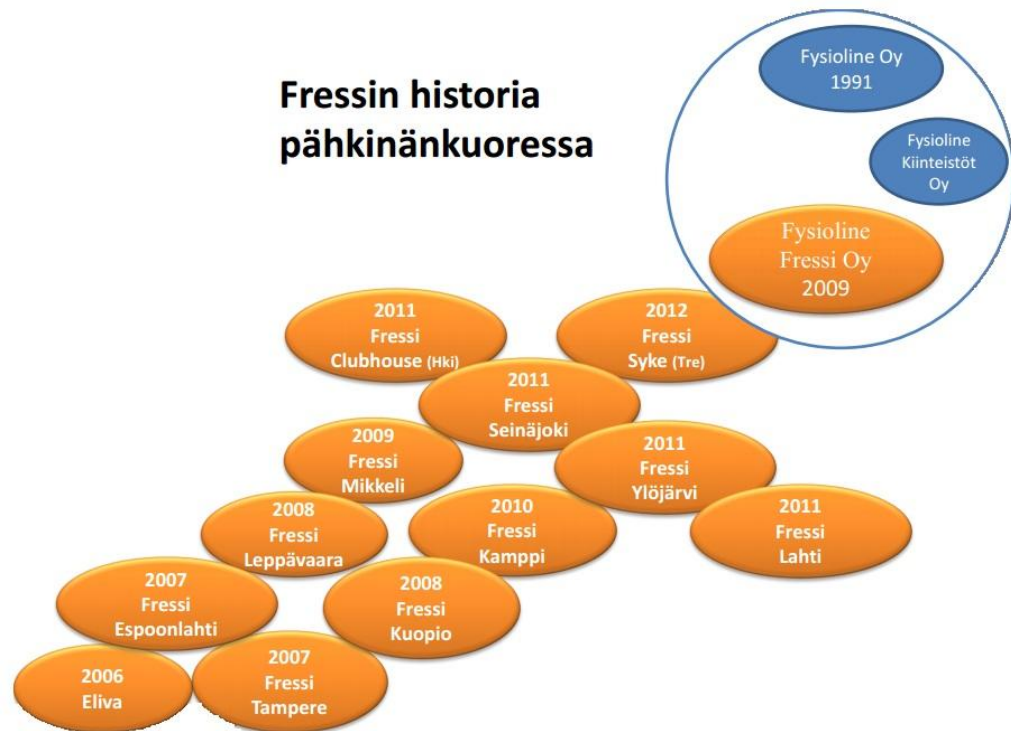 Fressin historia
pähkinänkuoressa
Fysioline Oy
1991
Fysioline
Kiinteistöt
Oy
Fysioline
Fressi Oy
2009
2011
Fressi
Clubhouse (Hki)
2012
Fressi
Syke (Tre)
2011
Fressi
Seinäjoki
2009
Fressi
Mikkeli
2011
Fressi
Ylöjärvi
2008
Fressi
Leppävaara
2010
Fressi
Kamppi
2011
Fressi
Lahti
2007
Fressi
Espoonlahti
2008
Fressi
Kuopio
2006
Eliva
2007
Fressi
Tampere